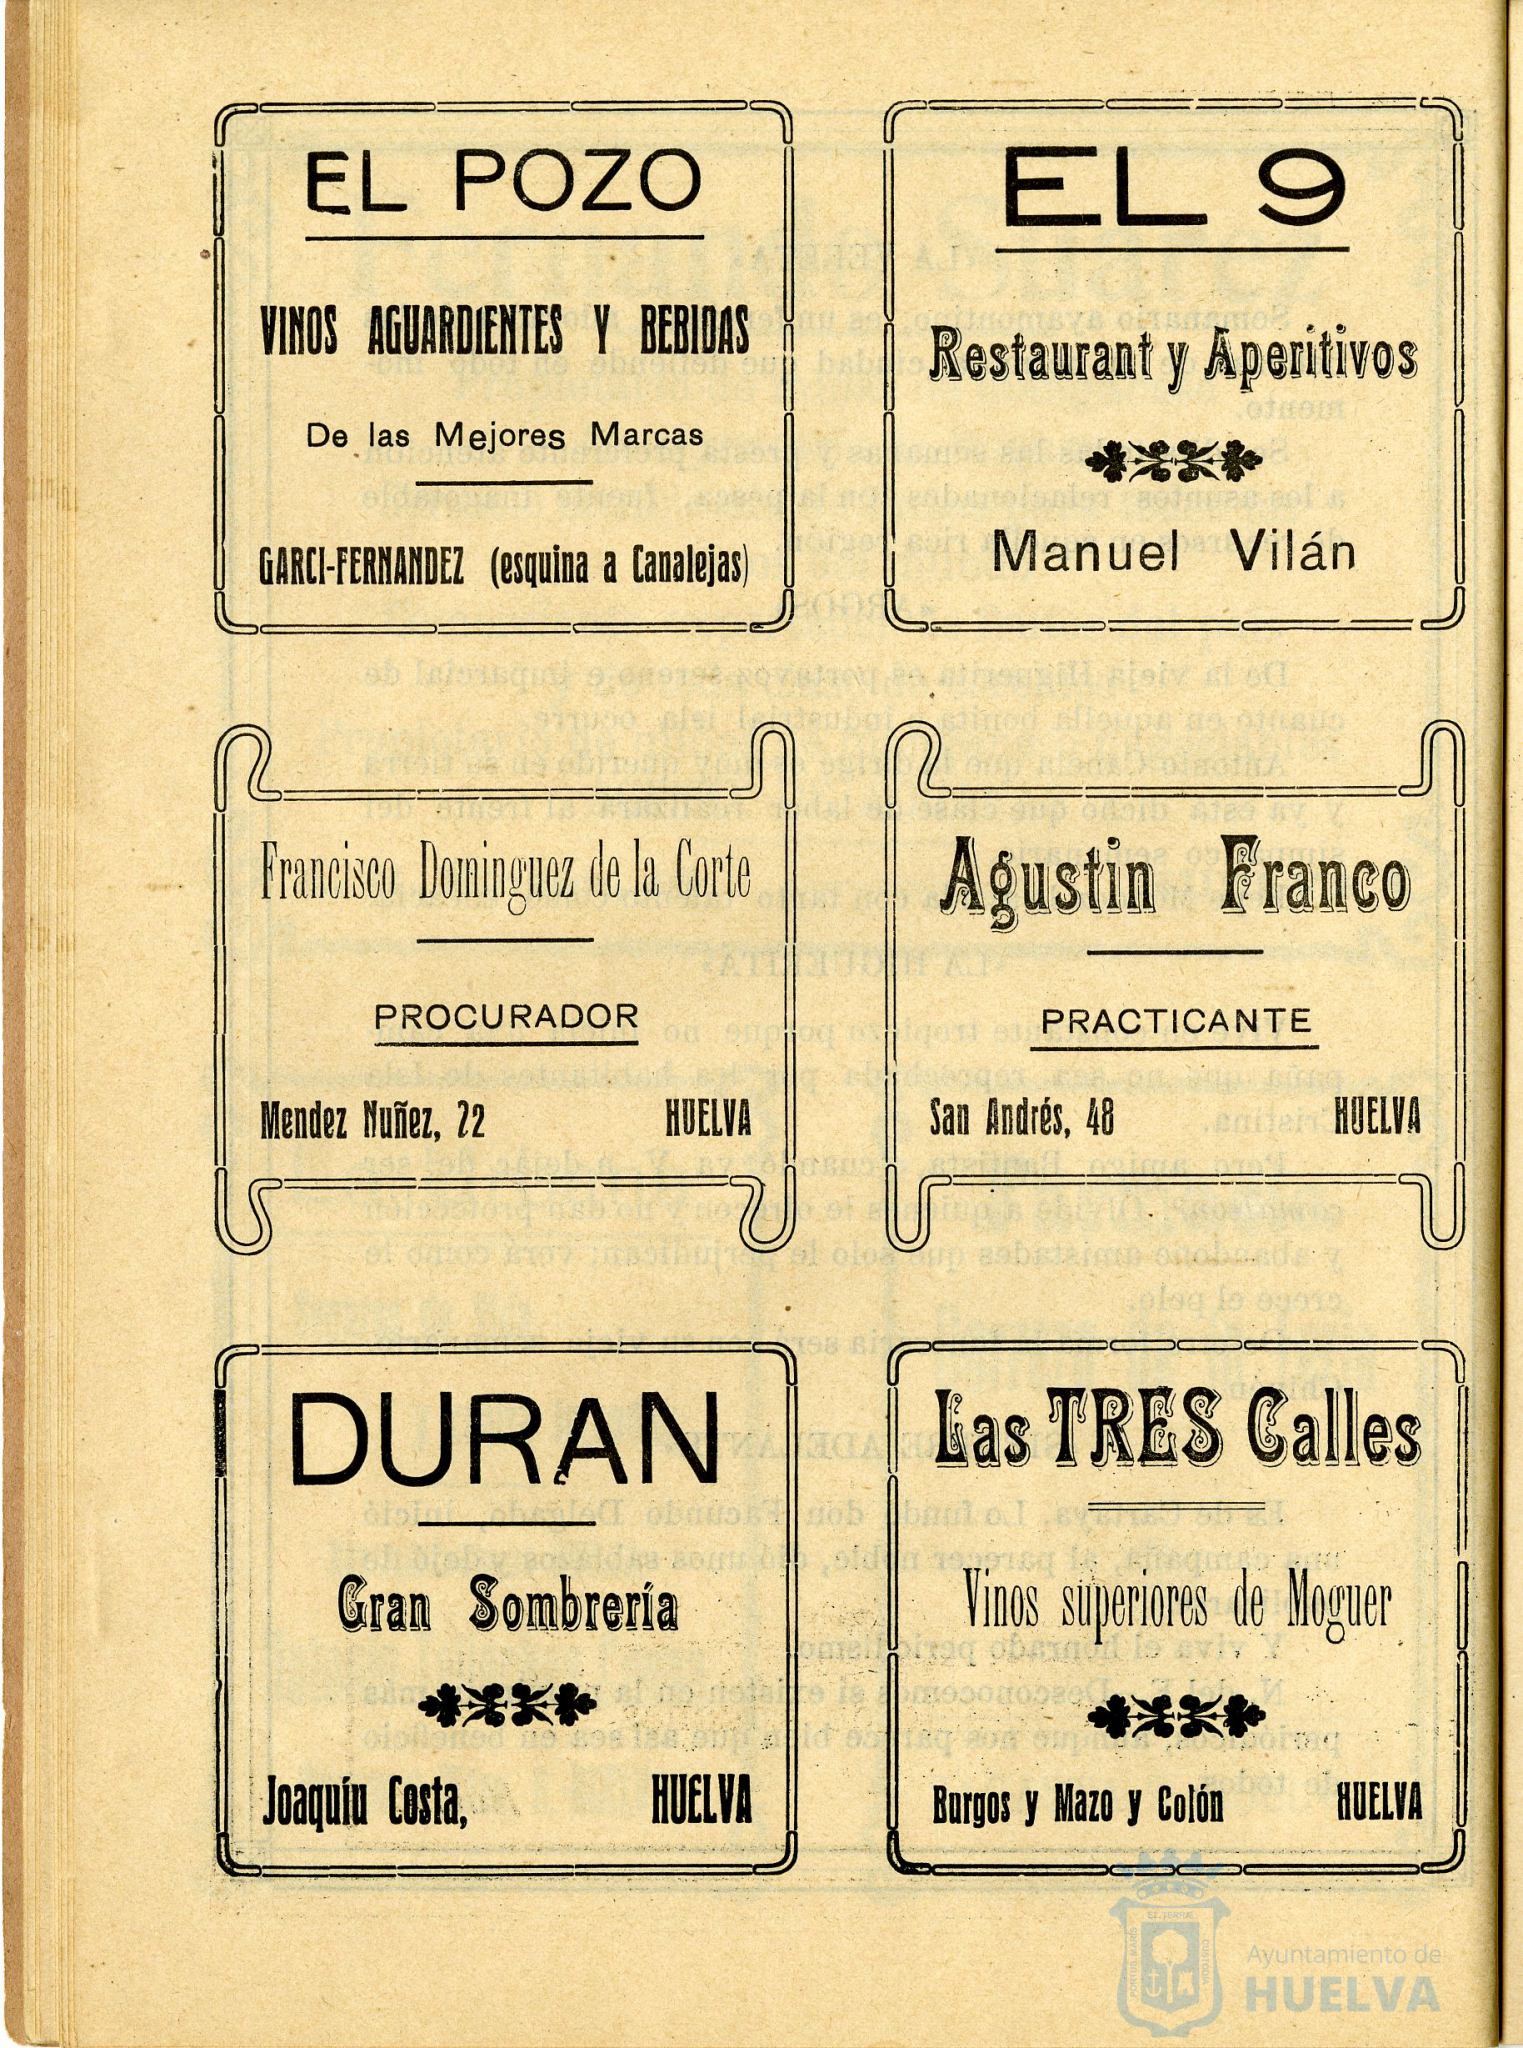 EL POZO
VINOS AGUARDIENTES Y BEBIDAS
De las Mejores Marcas
GARCI-FERNANDEZ (esquina a Canalejas)
EL 9
Restaurant y Aperitivos
Manuel Vilán
Francisco Dominguez de la Corte
PROCURADOR
Mendez Nuñez, 22 HUELVA
Agustin Franco
PRACTICANTE
San Andrés, 48 HUELVA
DURAN
Gran Sombrería
Joaquíu Costa, HUELVA
Las TRES Calles
Vinos superiores de Moguer
Burgos y Mazo y Colón HUELVA
Ayuntamiento de
HUELVA